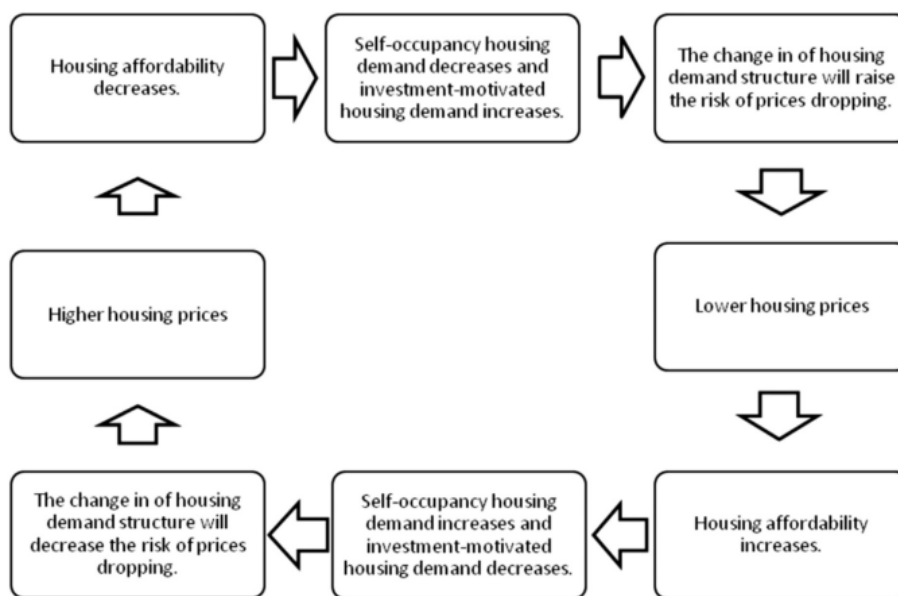 Housing affordability
decreases.
Self-occupancy housing
demand decreases and
investment-motivated
housing demand increases.
The change in of housing
demand structure will raise
the risk of prices dropping.
Higher housing prices
Lower housing prices
The change in of housing
demand structure will
decrease the risk of prices
dropping.
Self-occupancy housing
demand increases and
investment-motivated
housing demand decreases.
Housing affordability
increases.